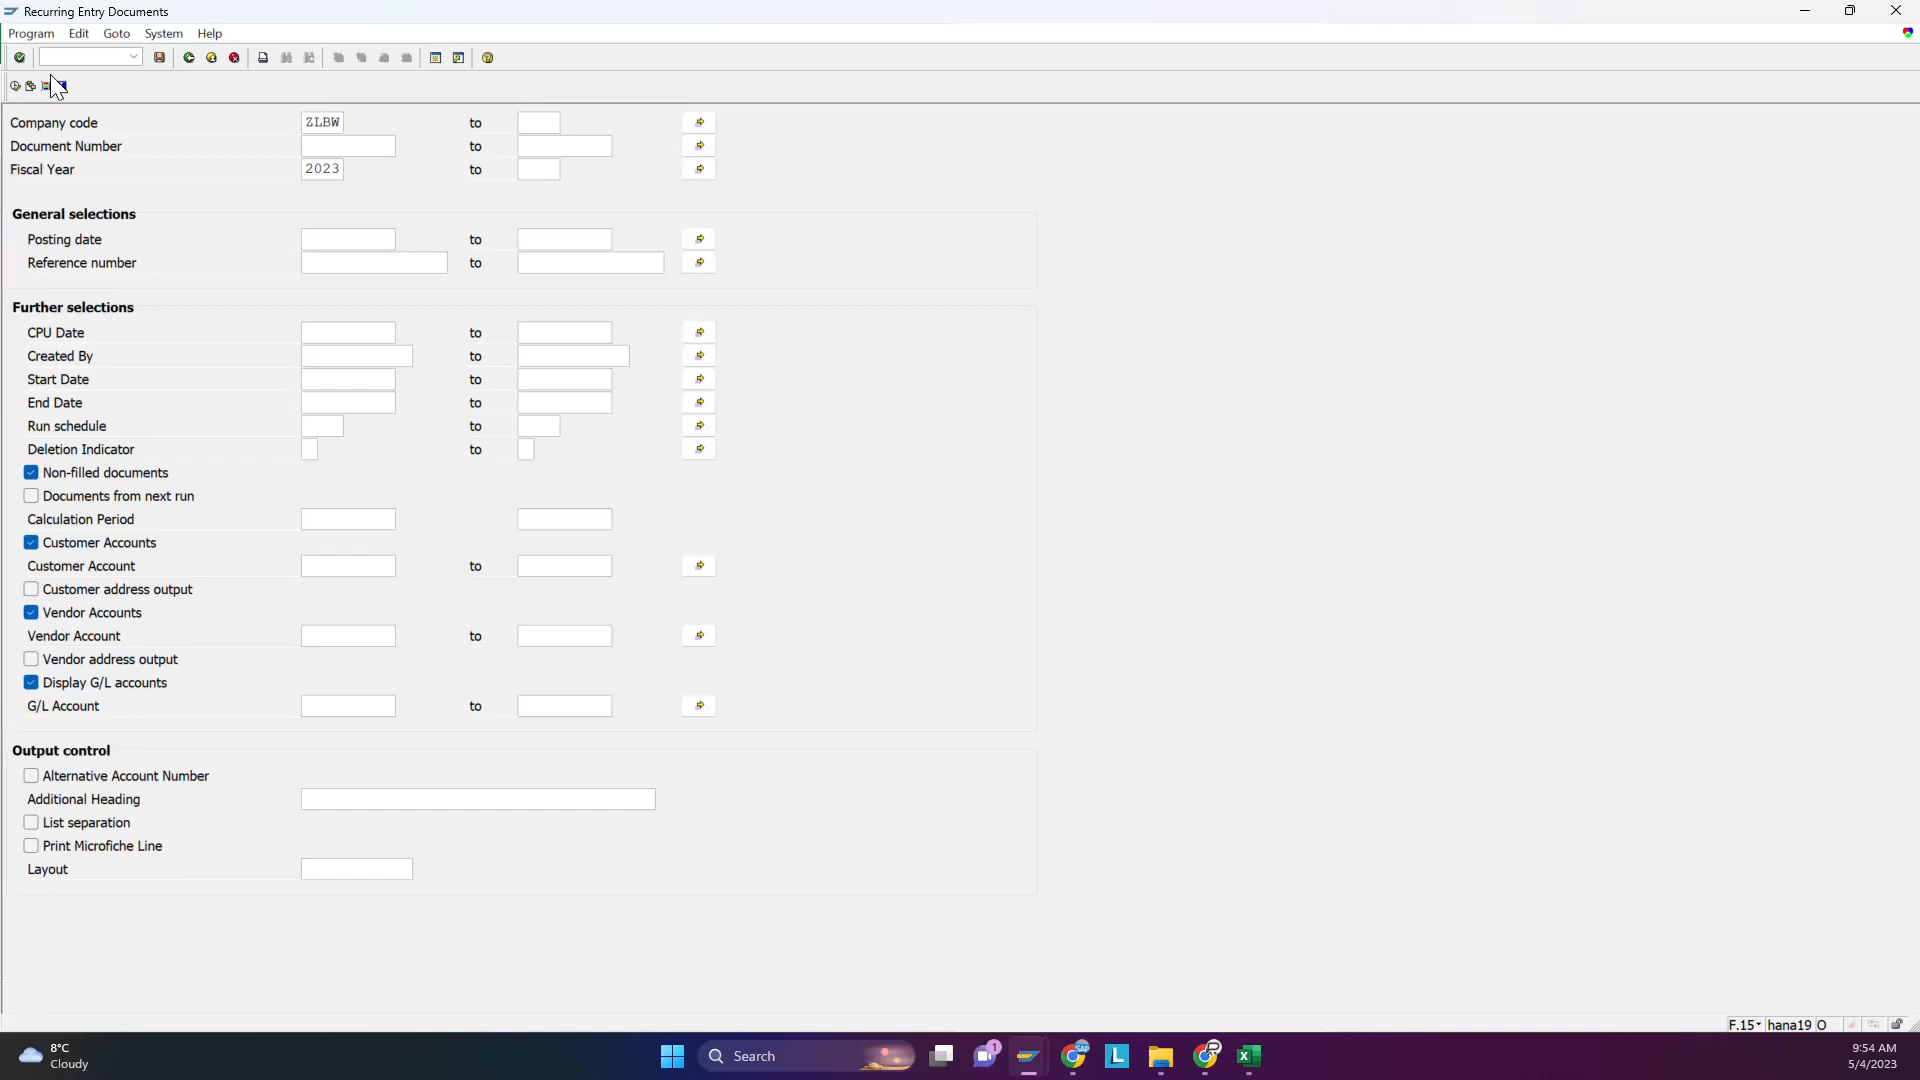 Recurring Entry Documents
Program Edit Goto System Help
Company code ZLBW to
Document Number to
Fiscal Year 2023 to
General selections
Posting date to
Reference number to
Further selections
CPU Date to
Created By to
Start Date to
End Date to
Run schedule to
Deletion Indicator to
Non-filled documents
Documents from next run
Calculation Period
Customer Accounts
Customer Account to
Customer address output
Vendor Accounts
Vendor Account to
Vendor address output
Display G/L accounts
G/L Account to
Output control
Alternative Account Number
Additional Heading
List separation
Print Microfiche Line
Layout
F.15 hana19 O
8°C
Cloudy
Search
1
SAP
L
9:54 AM
5/4/2023